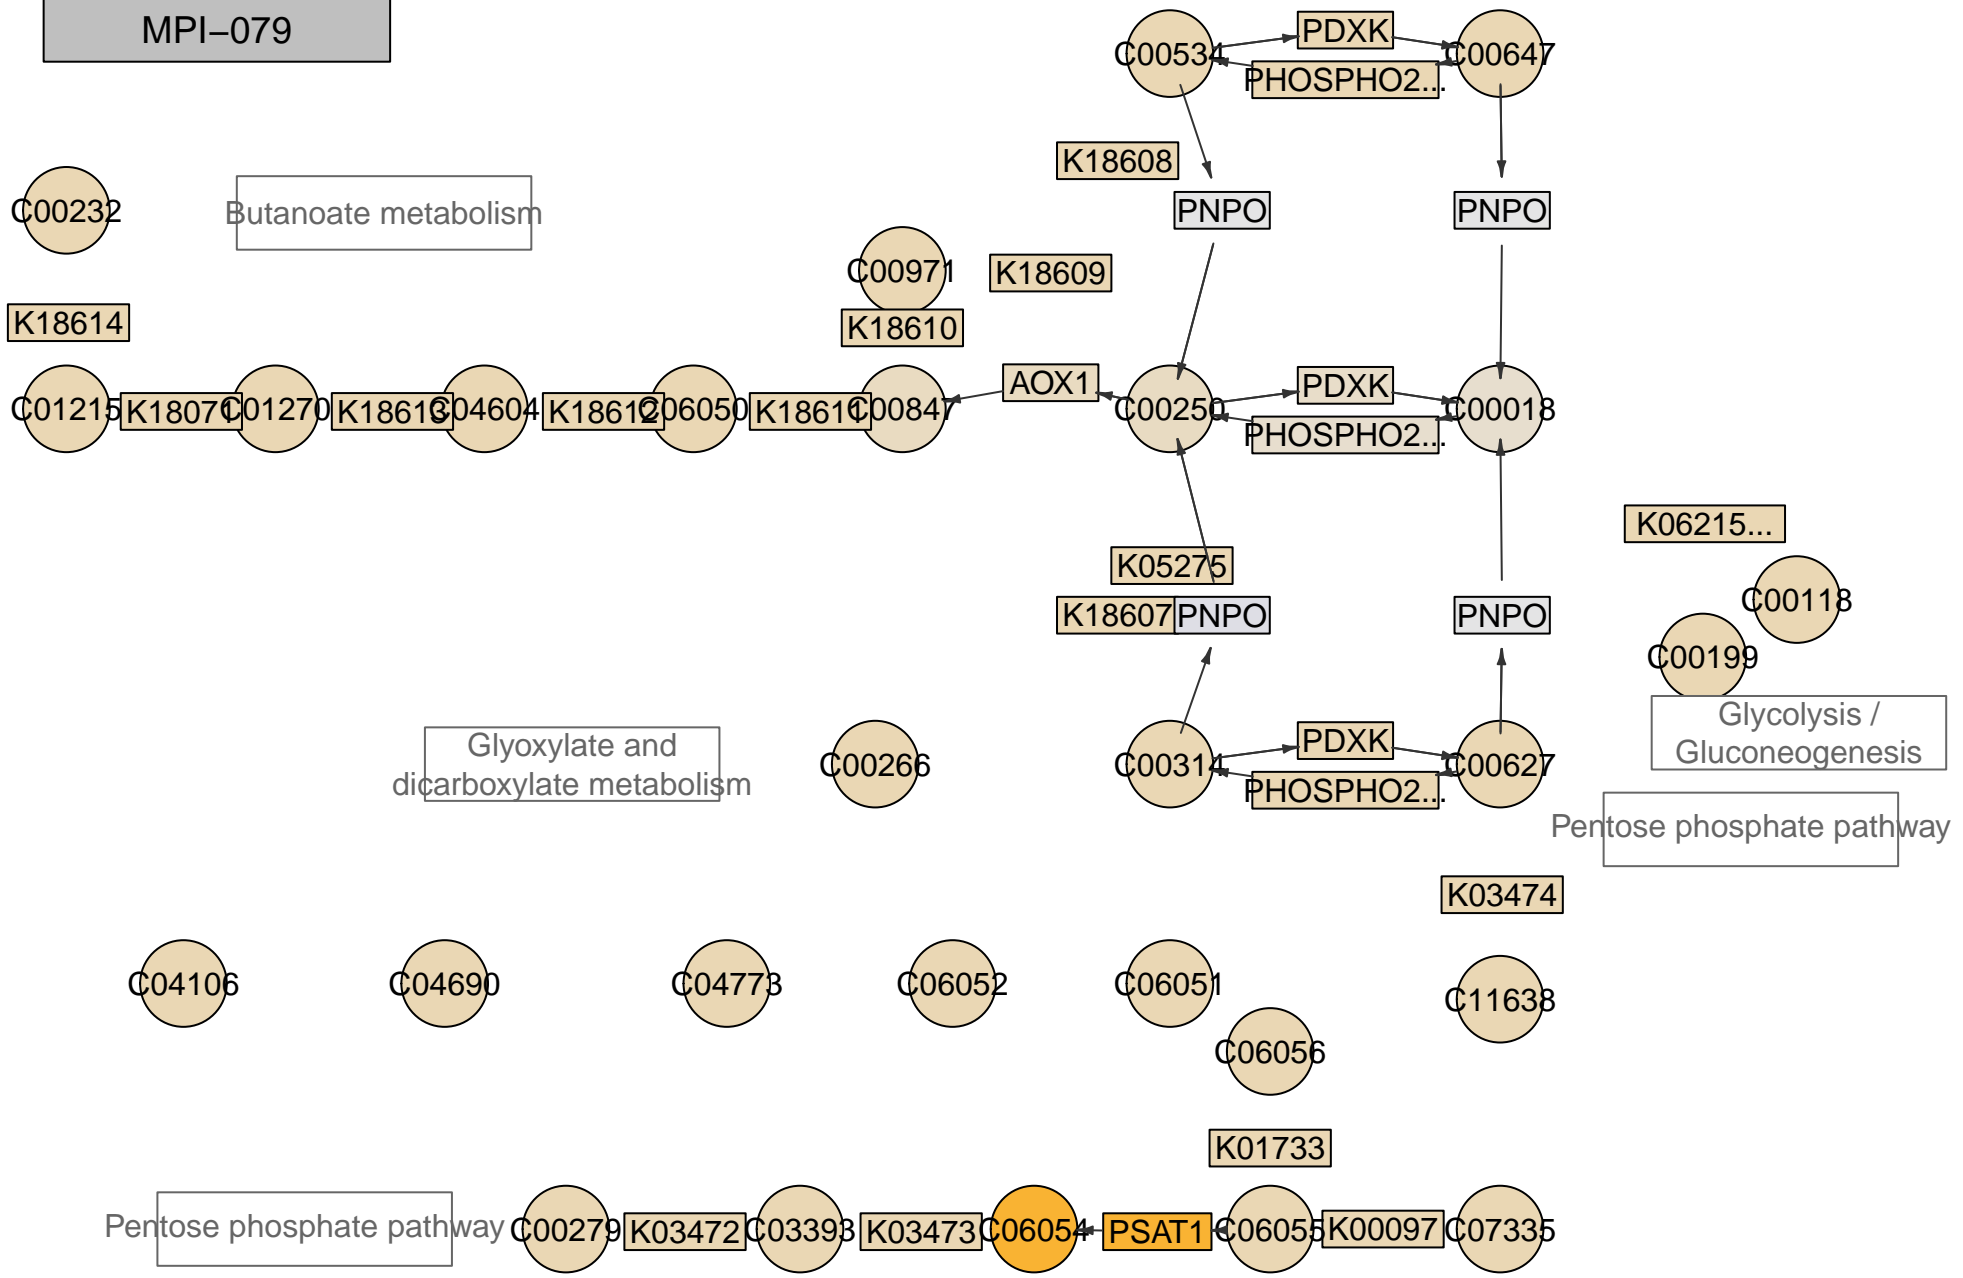 MPI–079
C00534
PDXK
C00647
PHOSPHO2...
K18608
C00232
Butanoate metabolism
PNPO
PNPO
C00971
K18609
K18614
K18610
AOX1
PDXK
C01215
K18071
C01270
K18613
C04604
K18612
C06050
K18611
C00847
C00250
C00018
PHOSPHO2...
K06215...
K05275
C00118
K18607
PNPO
PNPO
C00199
Glycolysis /
Gluconeogenesis
Glyoxylate and
dicarboxylate metabolism
C00266
C00314
PDXK
C00627
PHOSPHO2...
Pentose phosphate pathway
K03474
C04106
C04690
C04773
C06052
C06051
C11638
C06056
K01733
Pentose phosphate pathway
C00279
K03472
C03393
K03473
C06054
PSAT1
C06055
K00097
C07335